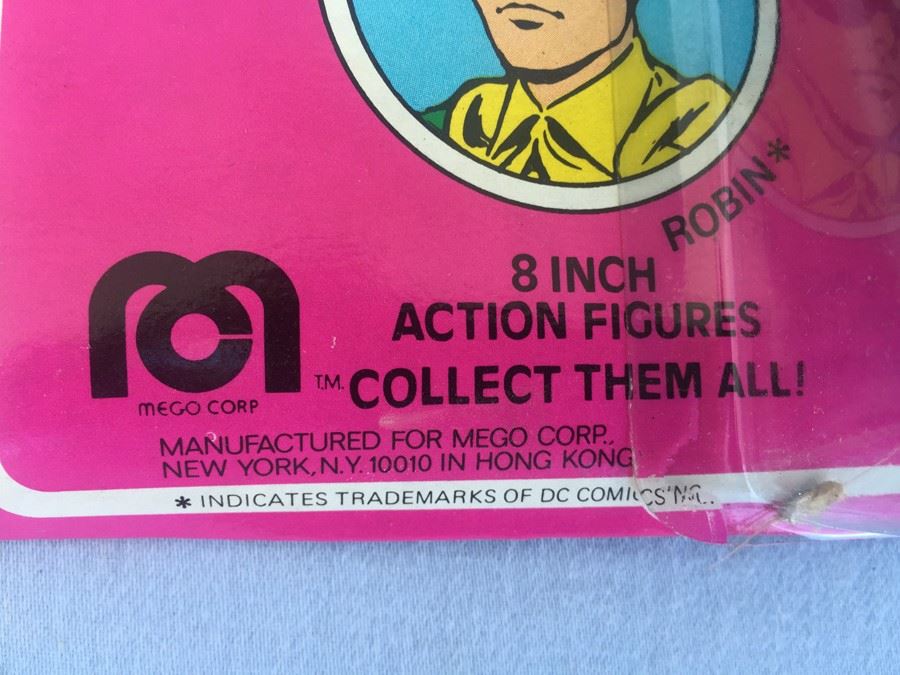 ROBIN*
8 INCH
ACTION FIGURES
T.M. COLLECT THEM ALL!
MEGO CORP
MANUFACTURED FOR MEGO CORP.,
NEW YORK, N.Y. 10010 IN HONG KONG
* INDICATES TRADEMARKS OF DC COMICS